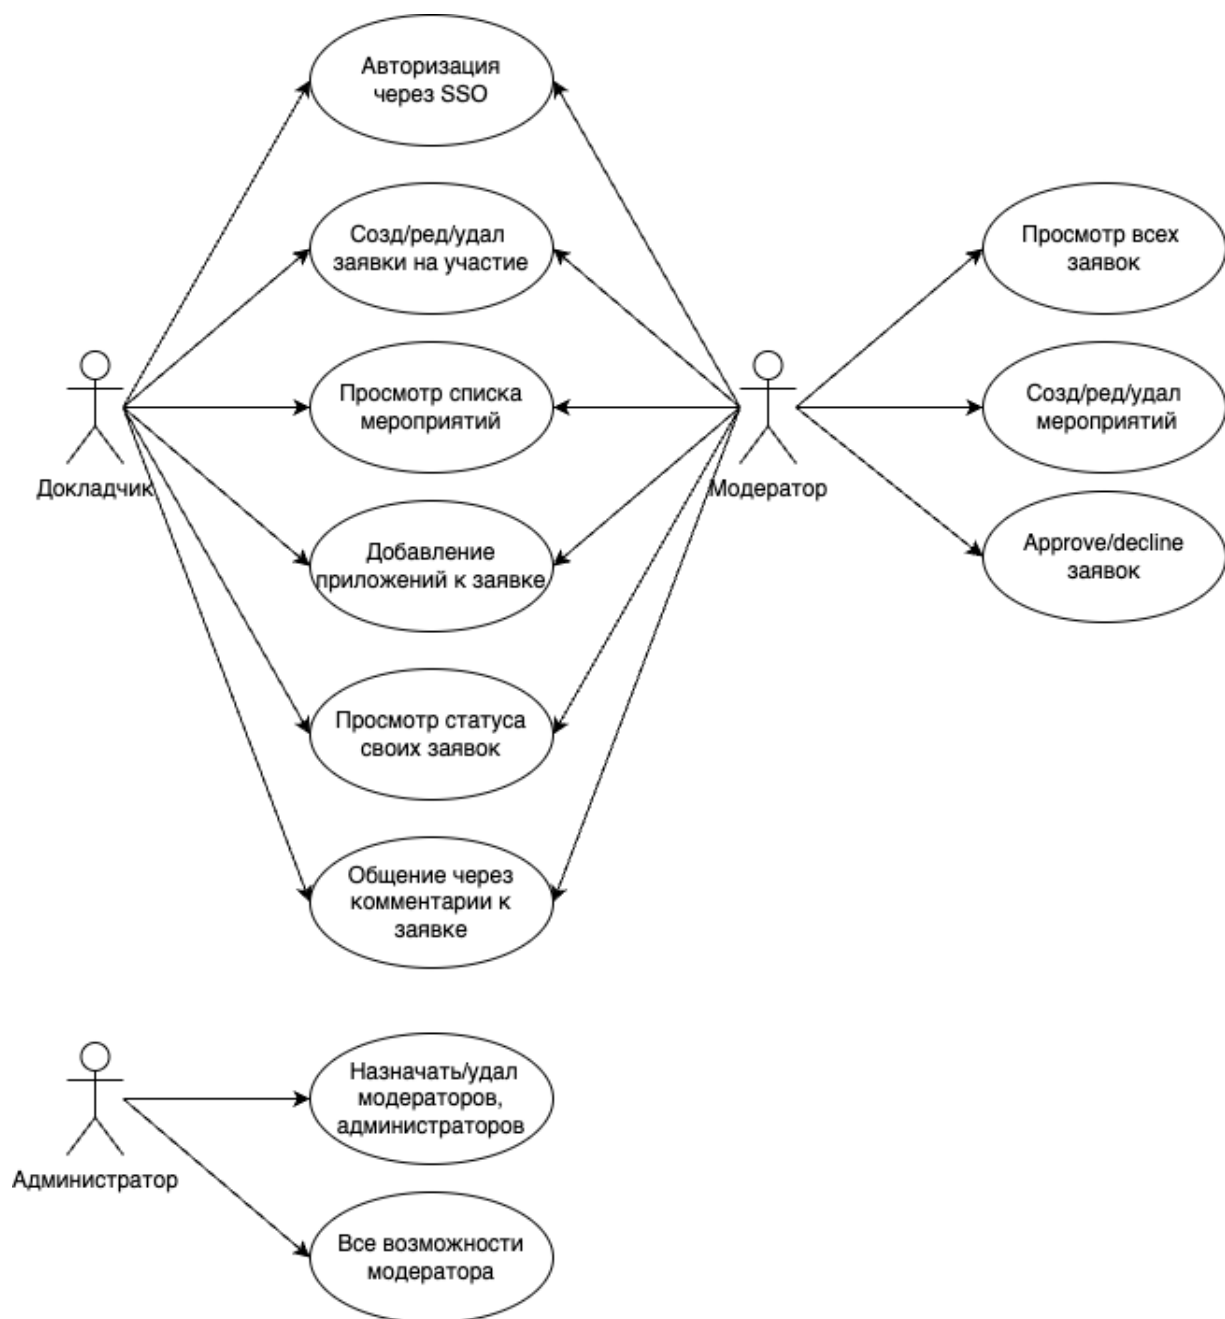 Авторизация
через SSO
Созд/ред/удал
заявки на участие
Просмотр всех
заявок
Просмотр списка
мероприятий
Созд/ред/удал
мероприятий
Докладчик
Модератор
Добавление
приложений к заявке
Approve/decline
заявок
Просмотр статуса
своих заявок
Общение через
комментарии к
заявке
Назначать/удал
модераторов,
администраторов
Администратор
Все возможности
модератора